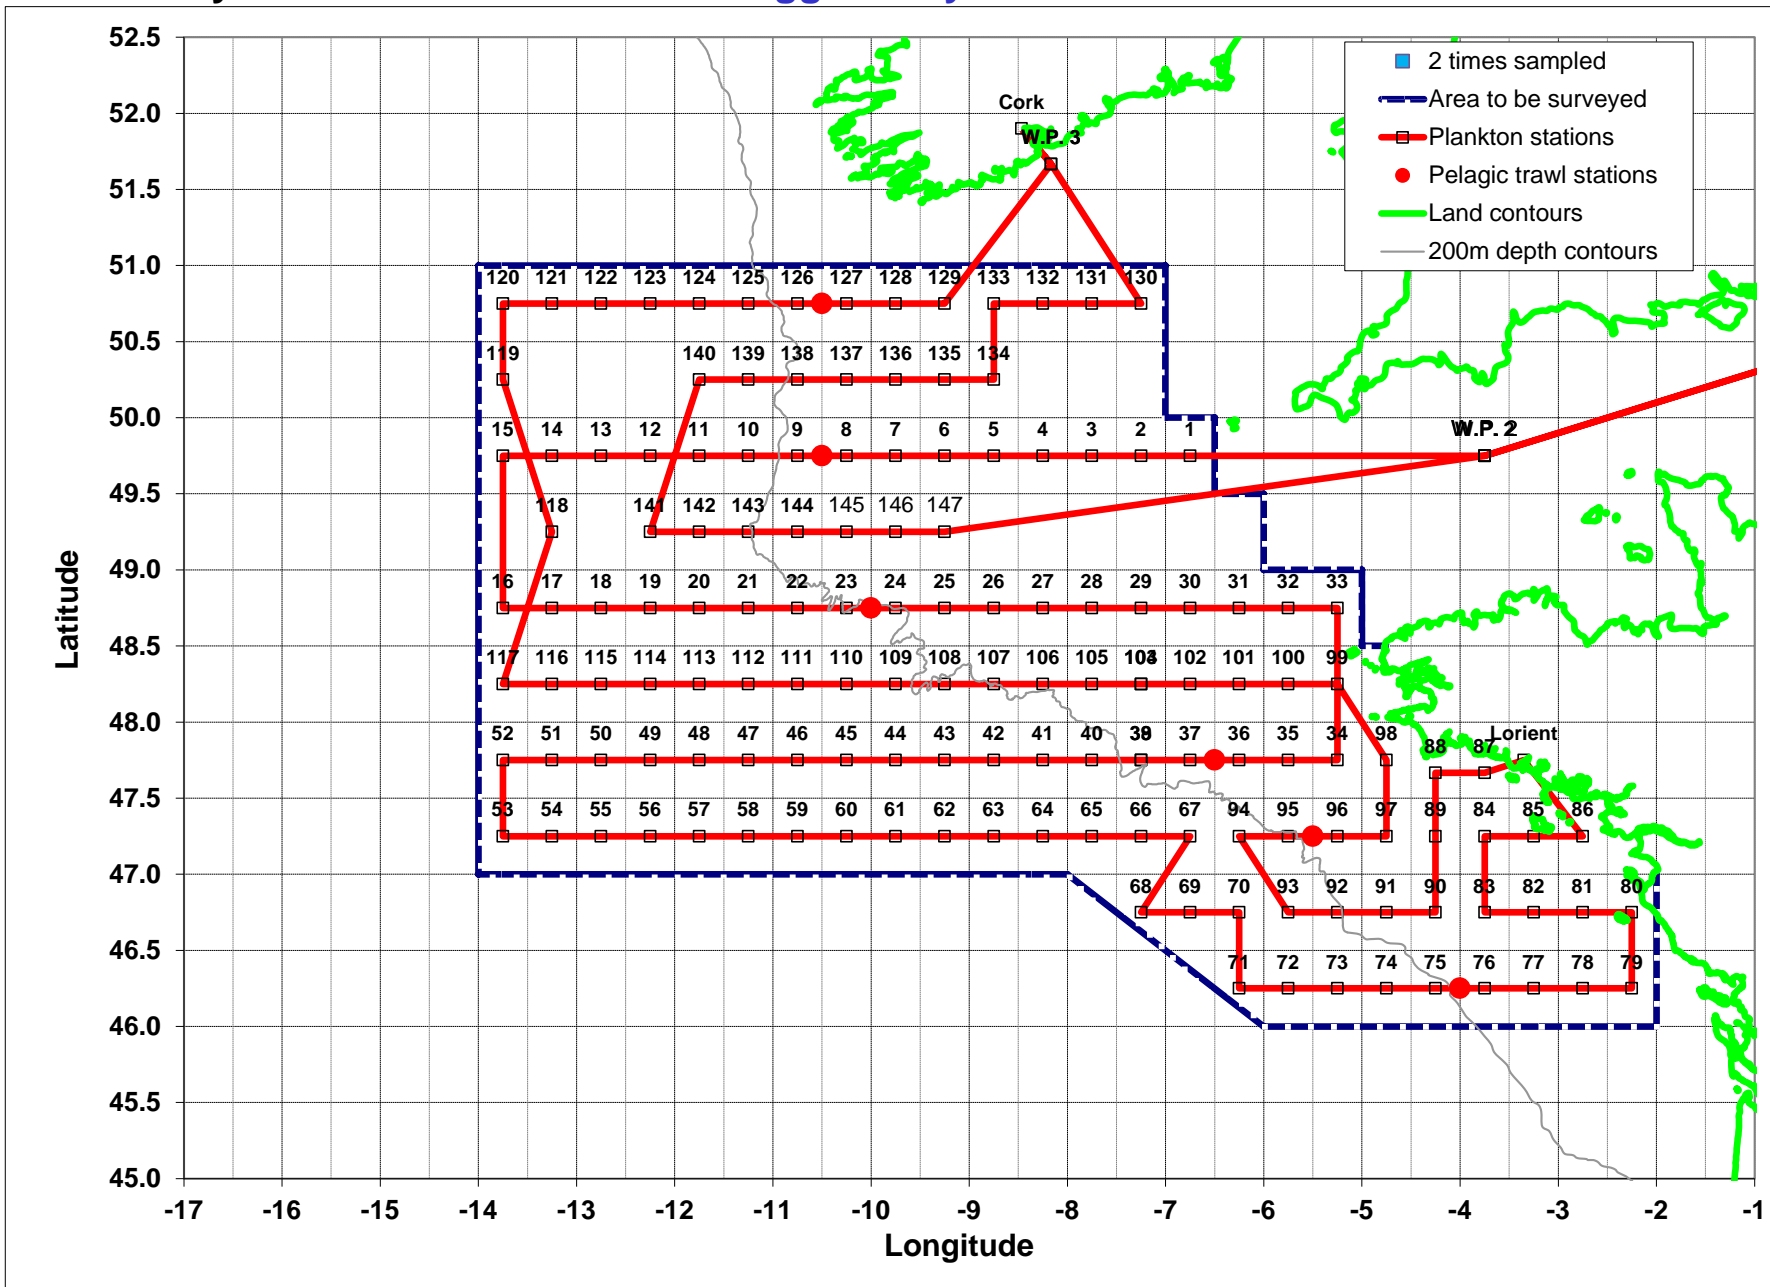 52.5
52.0
51.5
51.0
50.5
50.0
49.5
49.0
48.5
48.0
47.5
47.0
46.5
46.0
45.5
45.0
Latitude
2 times sampled
Area to be surveyed
Plankton stations
Pelagic trawl stations
Land contours
200m depth contours
Cork
W.P. 3
120 121 122 123 124 125 126 127 128 129 133 132 131 130
119 140 139 138 137 136 135 134
15 14 13 12 11 10 9 8 7 6 5 4 3 2 1 W.P. 2
118 141 142 143 144 145 146 147
16 17 18 19 20 21 22 23 24 25 26 27 28 29 30 31 32 33
117 116 115 114 113 112 111 110 109 108 107 106 105 102 101 100 99
52 51 50 49 48 47 46 45 44 43 42 41 40 37 36 35 34 98 88 87 Lorient
53 54 55 56 57 58 59 60 61 62 63 64 65 66 67 94 95 96 97 89 84 85 86
68 69 70 93 92 91 90 83 82 81 80
71 72 73 74 75 76 77 78 79
-17 -16 -15 -14 -13 -12 -11 -10 -9 -8 -7 -6 -5 -4 -3 -2 -1
Longitude